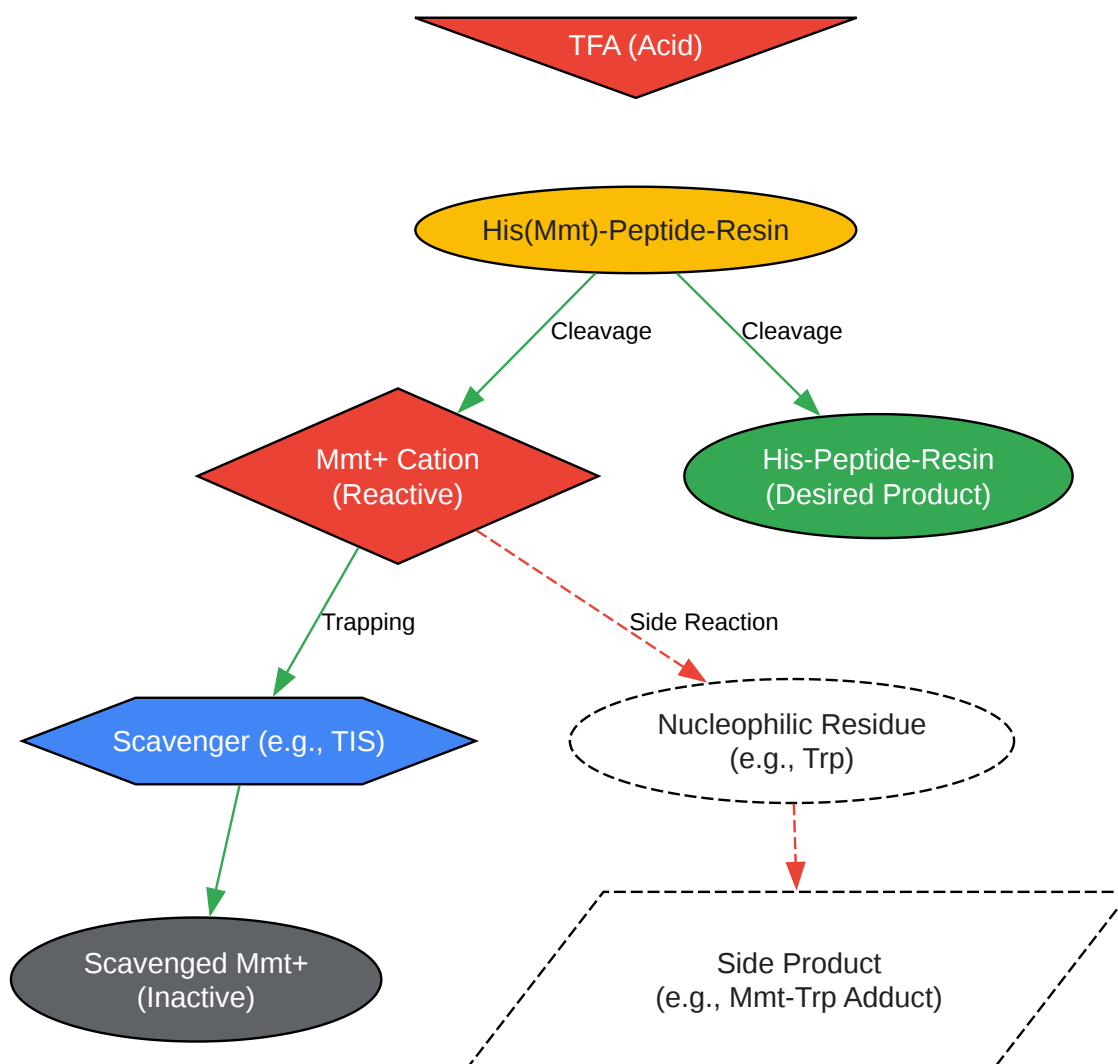 TFA (Acid)
His(Mmt)-Peptide-Resin
Cleavage
Cleavage
Mmt+ Cation
(Reactive)
His-Peptide-Resin
(Desired Product)
Trapping
Side Reaction
Scavenger (e.g., TIS)
Nucleophilic Residue
(e.g., Trp)
Scavenged Mmt+
(Inactive)
Side Product
(e.g., Mmt-Trp Adduct)